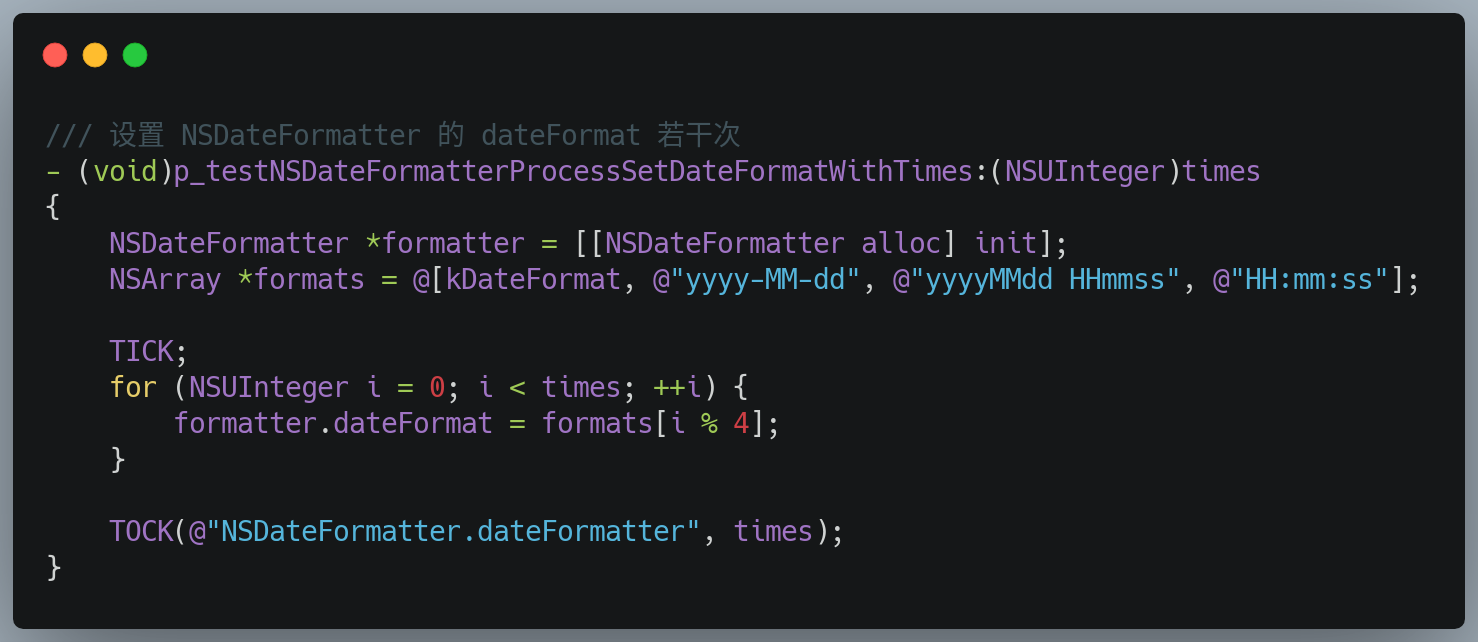 /// 设置 NSDateFormatter 的 dateFormat 若干次
- (void)p_testNSDateFormatterProcessSetDateFormatWithTimes:(NSUInteger)times
{
    NSDateFormatter *formatter = [[NSDateFormatter alloc] init];
    NSArray *formats = @[kDateFormat, @"yyyy-MM-dd", @"yyyyMMdd HHmmss", @"HH:mm:ss"];
    TICK;
    for (NSUInteger i = 0; i < times; ++i) {
        formatter.dateFormat = formats[i % 4];
    }
    TOCK(@"NSDateFormatter.dateFormatter", times);
}